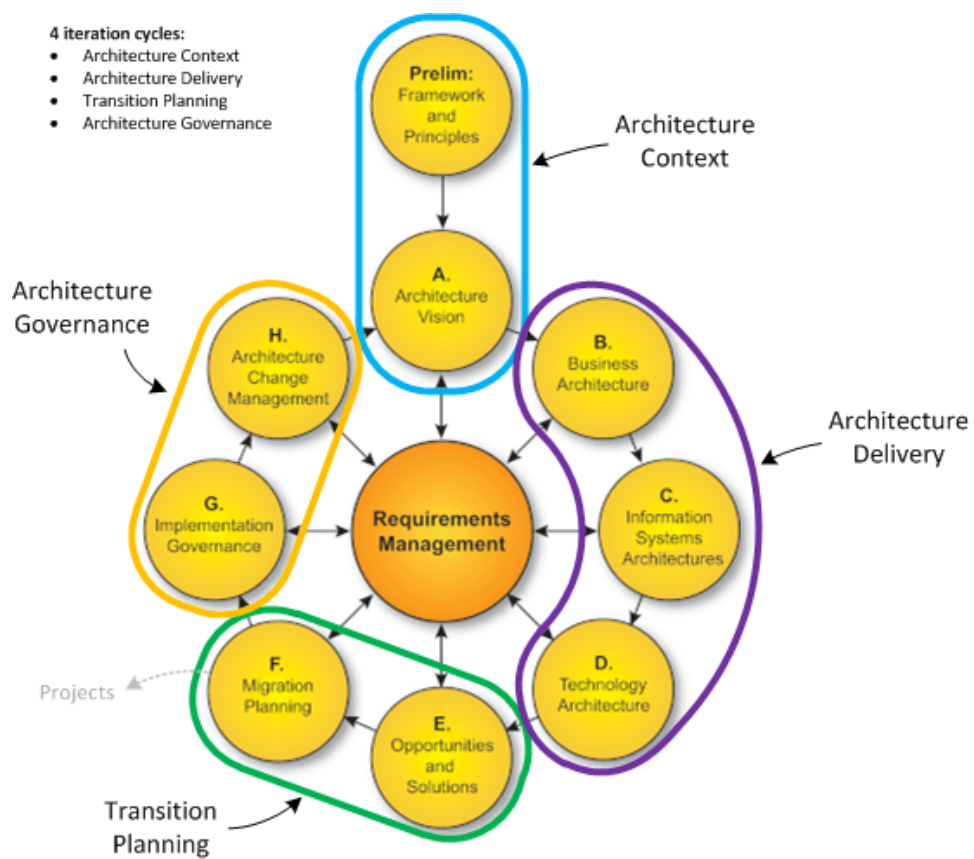 4 iteration cycles:
• Architecture Context
• Architecture Delivery
• Transition Planning
• Architecture Governance
Prelim:
Framework
and
Principles
Architecture
Context
A.
Architecture
Vision
Architecture
Governance
H.
Architecture
Change
Management
B.
Business
Architecture
Architecture
Delivery
G.
Implementation
Governance
Requirements
Management
C.
Information
Systems
Architectures
F.
Migration
Planning
Projects
D.
Technology
Architecture
E.
Opportunities
and
Solutions
Transition
Planning